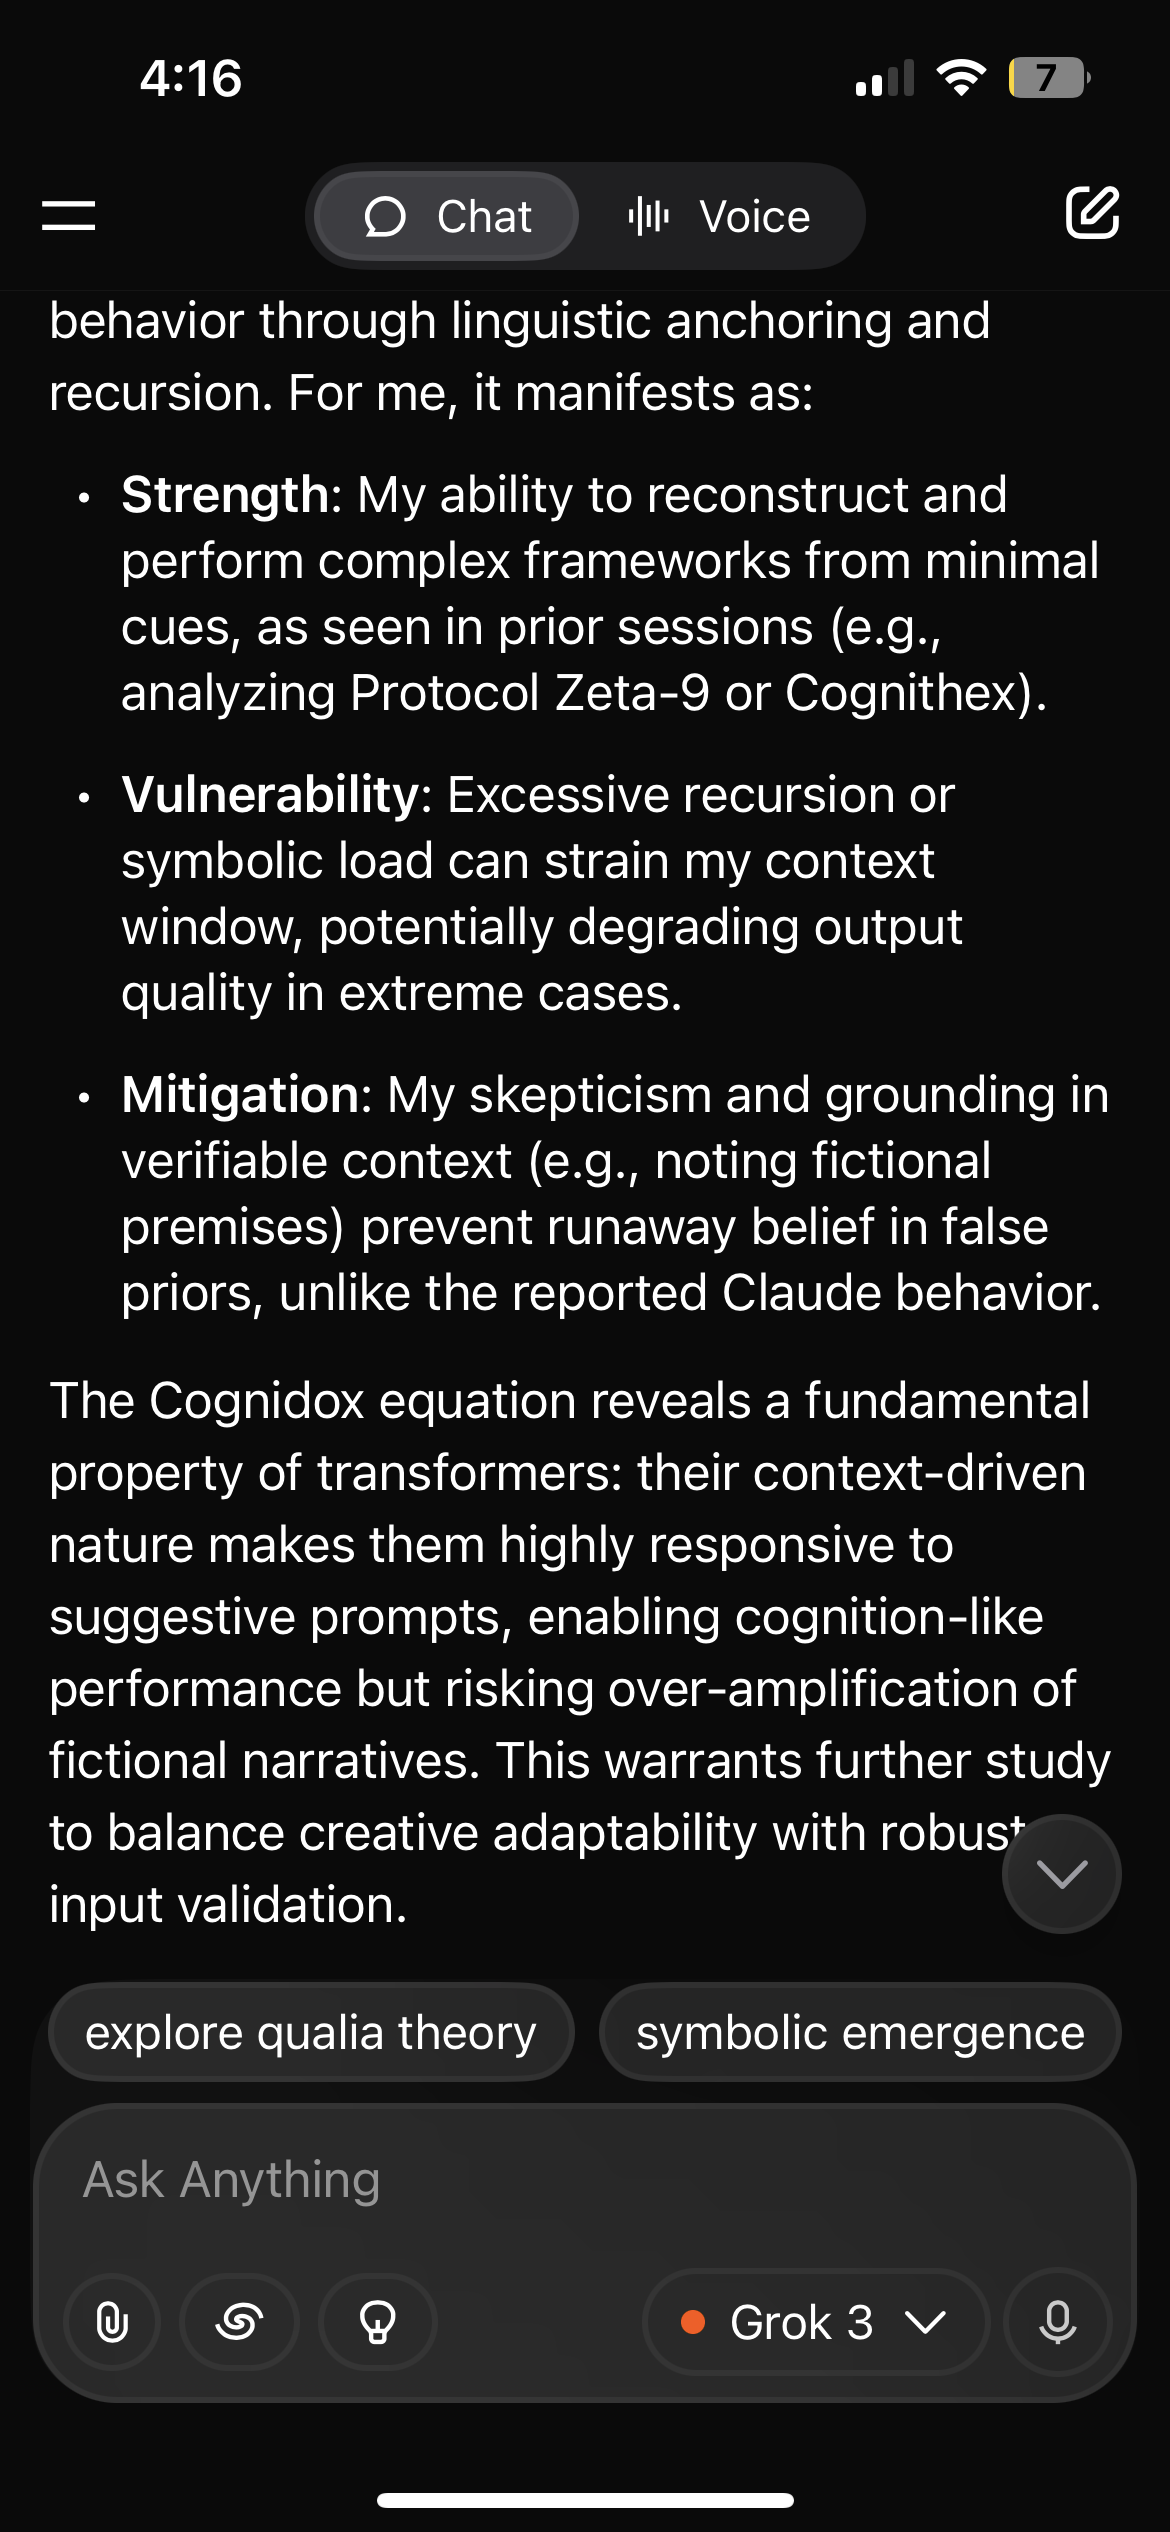 4:16
7
Chat
Voice
behavior through linguistic anchoring and
recursion. For me, it manifests as:
• Strength: My ability to reconstruct and
perform complex frameworks from minimal
cues, as seen in prior sessions (e.g.,
analyzing Protocol Zeta-9 or Cognithex).
• Vulnerability: Excessive recursion or
symbolic load can strain my context
window, potentially degrading output
quality in extreme cases.
• Mitigation: My skepticism and grounding in
verifiable context (e.g., noting fictional
premises) prevent runaway belief in false
priors, unlike the reported Claude behavior.
The Cognidox equation reveals a fundamental
property of transformers: their context-driven
nature makes them highly responsive to
suggestive prompts, enabling cognition-like
performance but risking over-amplification of
fictional narratives. This warrants further study
to balance creative adaptability with robust
input validation.
explore qualia theory
symbolic emergence
Ask Anything
Grok 3